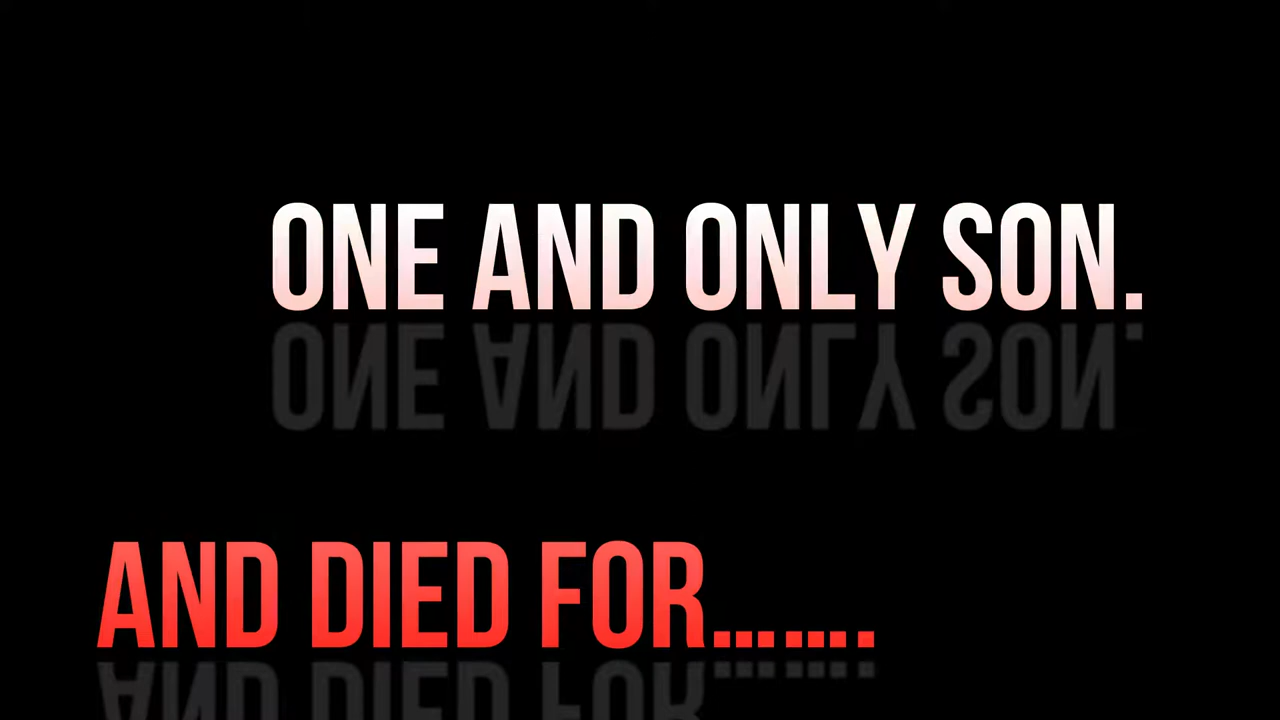 ONE AND ONLY SON.
AND DIED FOR.......